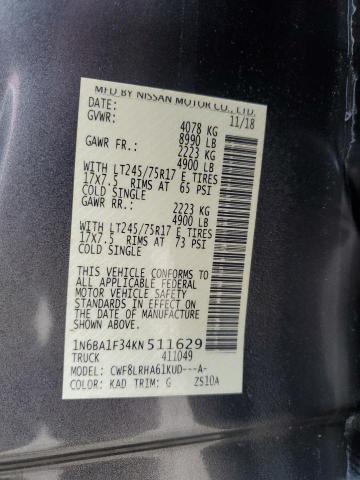 MFD BY NISSAN MOTOR CO., LTD.
DATE: 11/18
GVWR: 4078 KG
8990 LB
GAWR FR.: 2223 KG
4900 LB
WITH LT245/75R17 E TIRES
17X7.5 RIMS AT 65 PSI
COLD SINGLE
GAWR RR.: 2223 KG
4900 LB
WITH LT245/75R17 E TIRES
17X7.5 RIMS AT 73 PSI
COLD SINGLE
THIS VEHICLE CONFORMS TO
ALL APPLICABLE FEDERAL
MOTOR VEHICLE SAFETY
STANDARDS IN EFFECT ON
THE DATE OF MANUFACTURE
SHOWN ABOVE.
1N6BA1F34KN511629
TRUCK 411049
MODEL: CWF8LRHA61KUD---A-
COLOR: KAD TRIM: G ZS10A